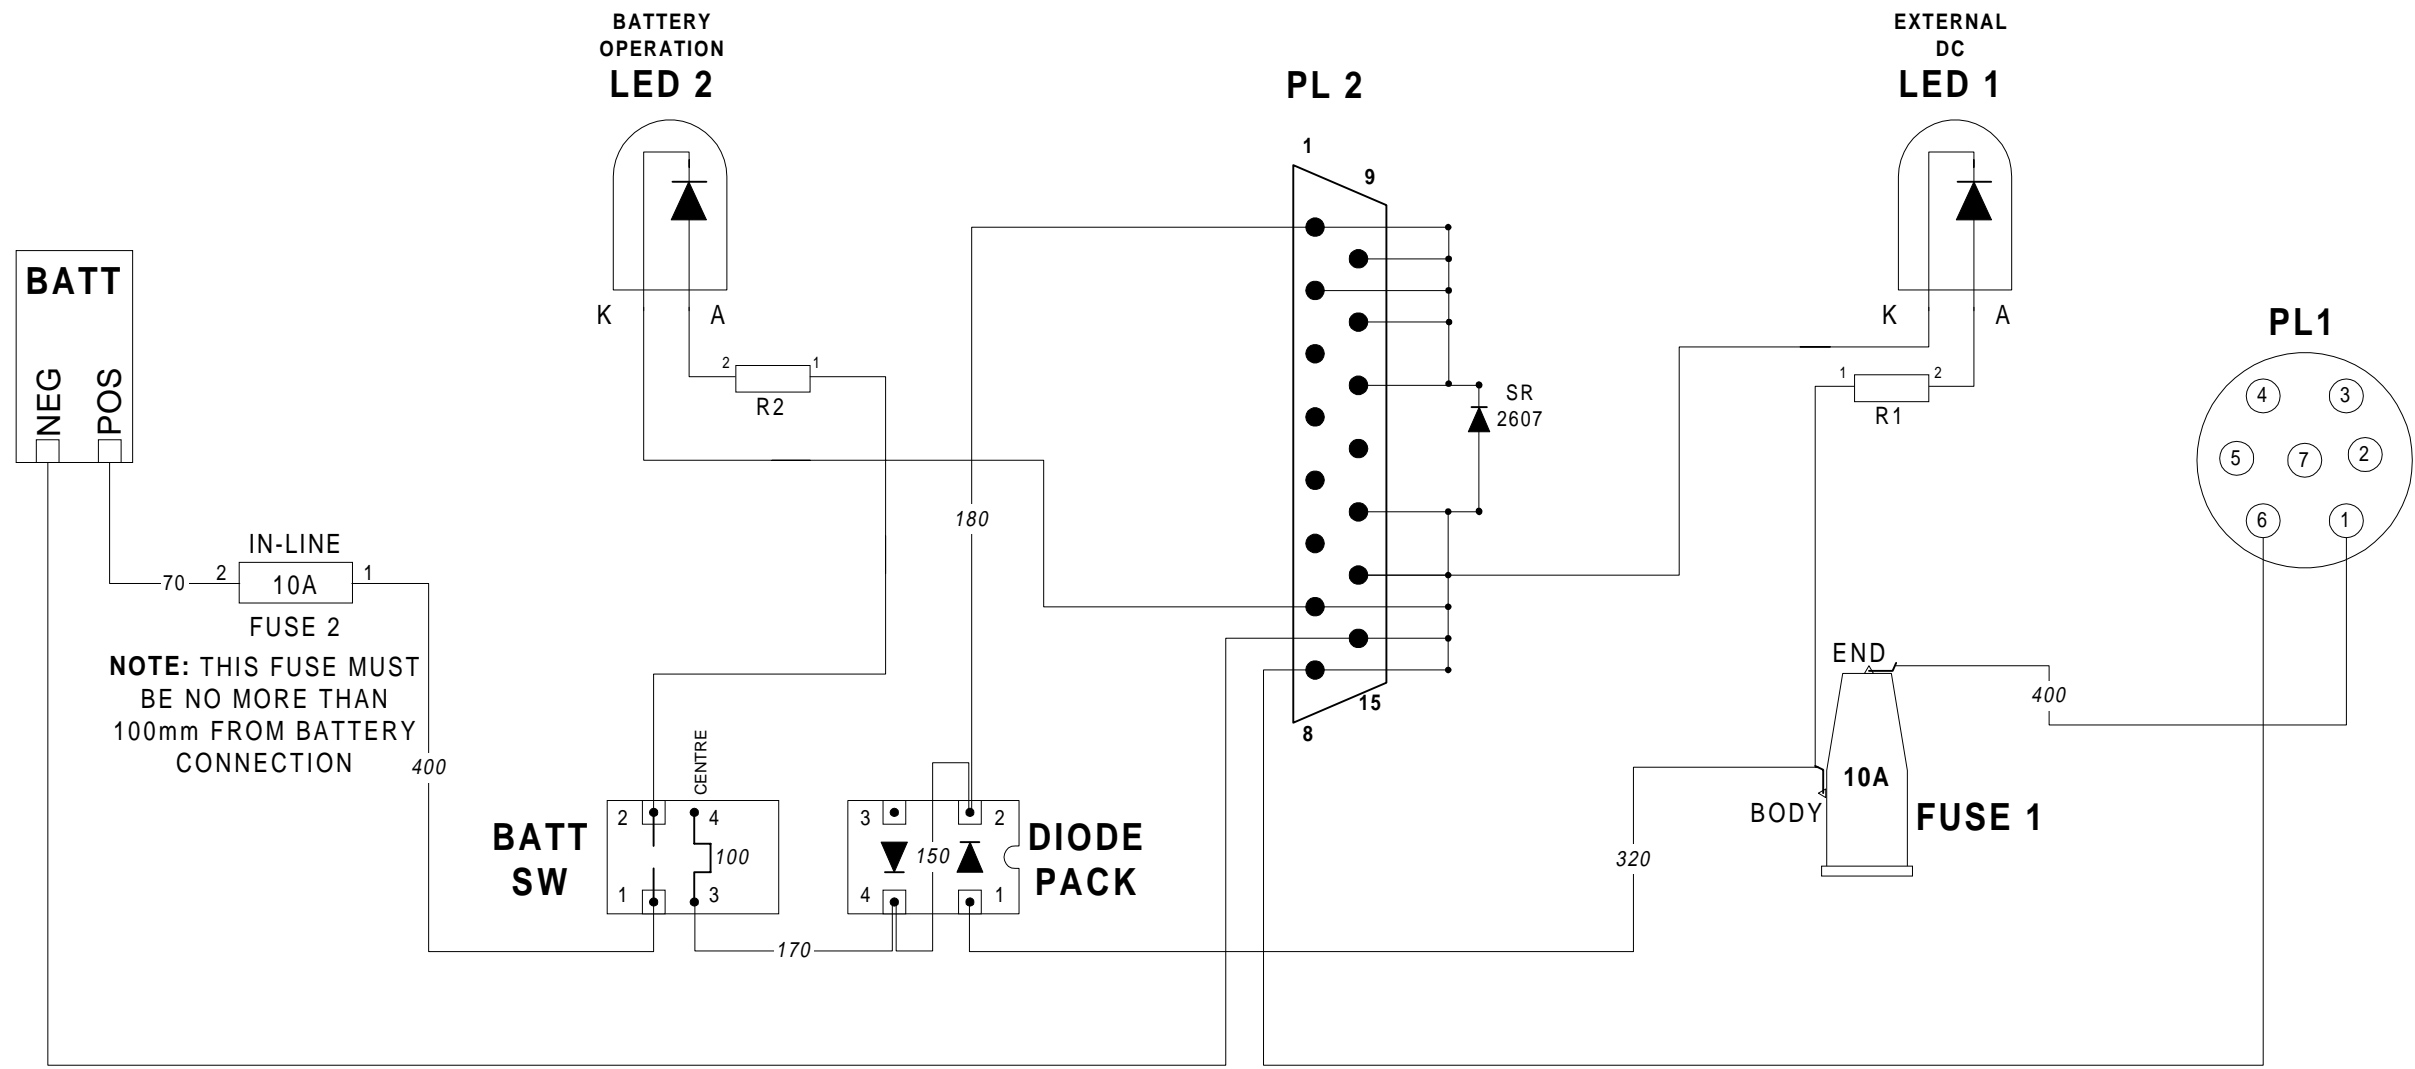 BATTERY
OPERATION
LED 2
K
A
2
1
R2
BATT
NEG
POS
70
2
1
IN-LINE
10A
FUSE 2
NOTE: THIS FUSE MUST
BE NO MORE THAN
100mm FROM BATTERY
CONNECTION
400
BATT
SW
2
4
CENTRE
100
1
3
170
3
2
150
4
1
DIODE
PACK
180
PL 2
1
9
15
8
SR
2607
EXTERNAL
DC
LED 1
K
A
1
2
R1
PL1
4
3
5
7
2
6
1
END
400
10A
BODY
FUSE 1
320